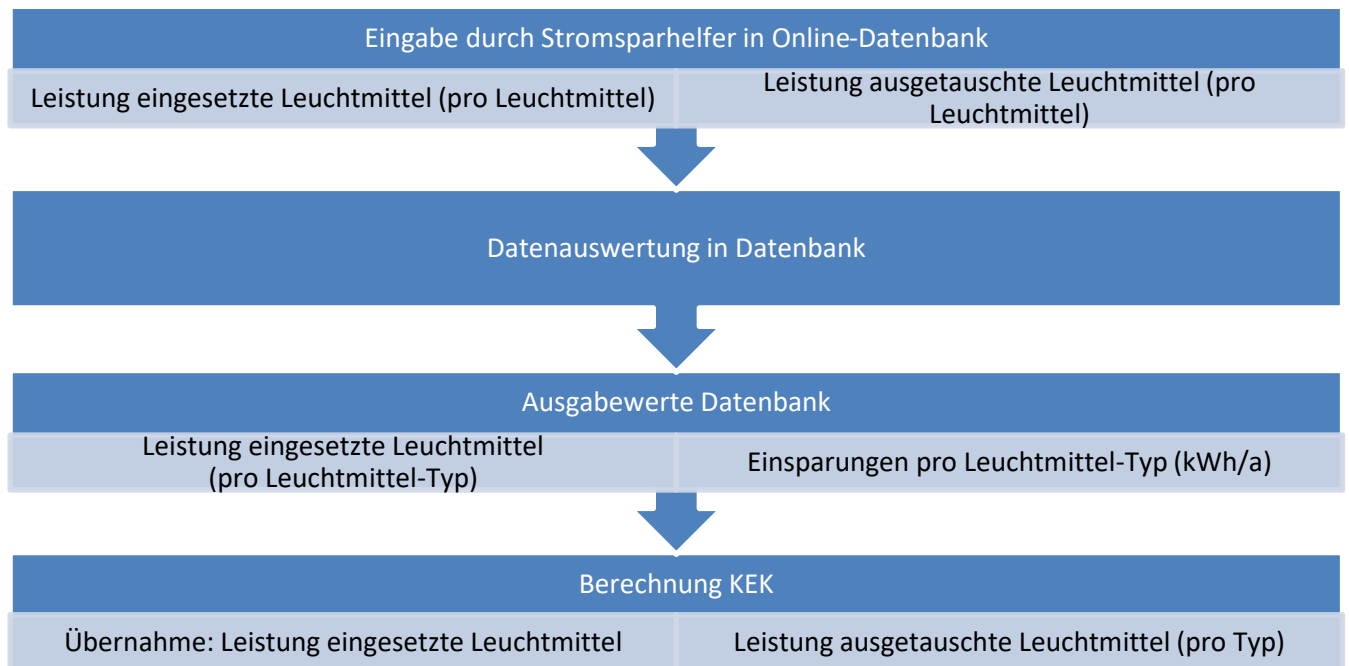 Eingabe durch Stromsparhelfer in Online-Datenbank
Leistung eingesetzte Leuchtmittel (pro Leuchtmittel)
Leistung ausgetauschte Leuchtmittel (pro
Leuchtmittel)
Datenauswertung in Datenbank
Ausgabewerte Datenbank
Leistung eingesetzte Leuchtmittel
(pro Leuchtmittel-Typ)
Einsparungen pro Leuchtmittel-Typ (kWh/a)
Berechnung KEK
Übernahme: Leistung eingesetzte Leuchtmittel
Leistung ausgetauschte Leuchtmittel (pro Typ)